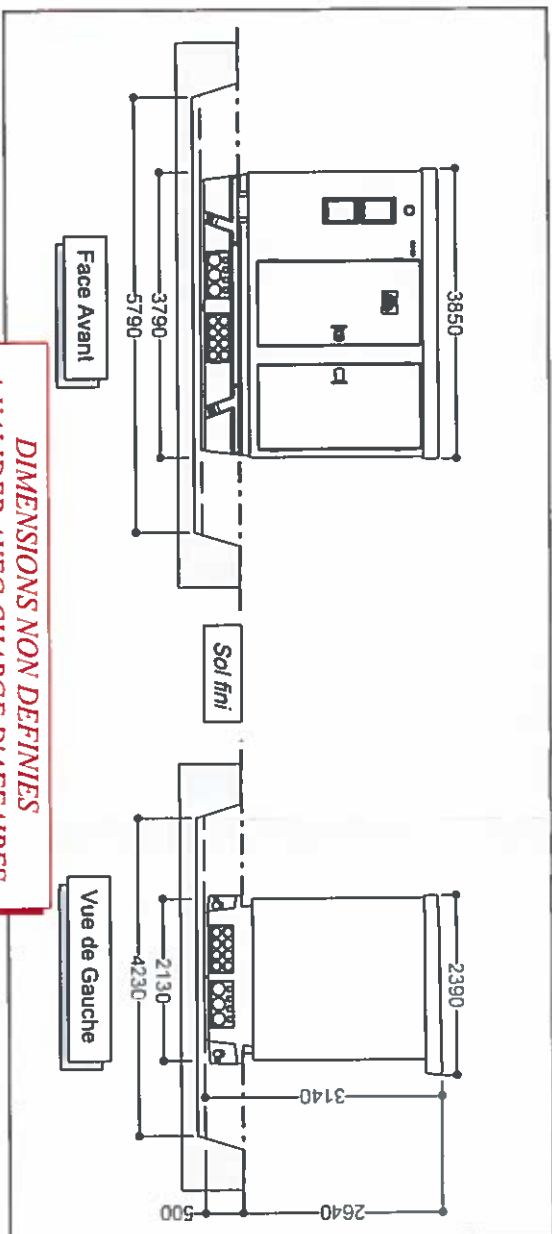 3850
3790
5790
Face Avant
Sol fini
2390
3140
2640
500
2130
4230
Vue de Gauche
DIMENSIONS NON DEFINIES